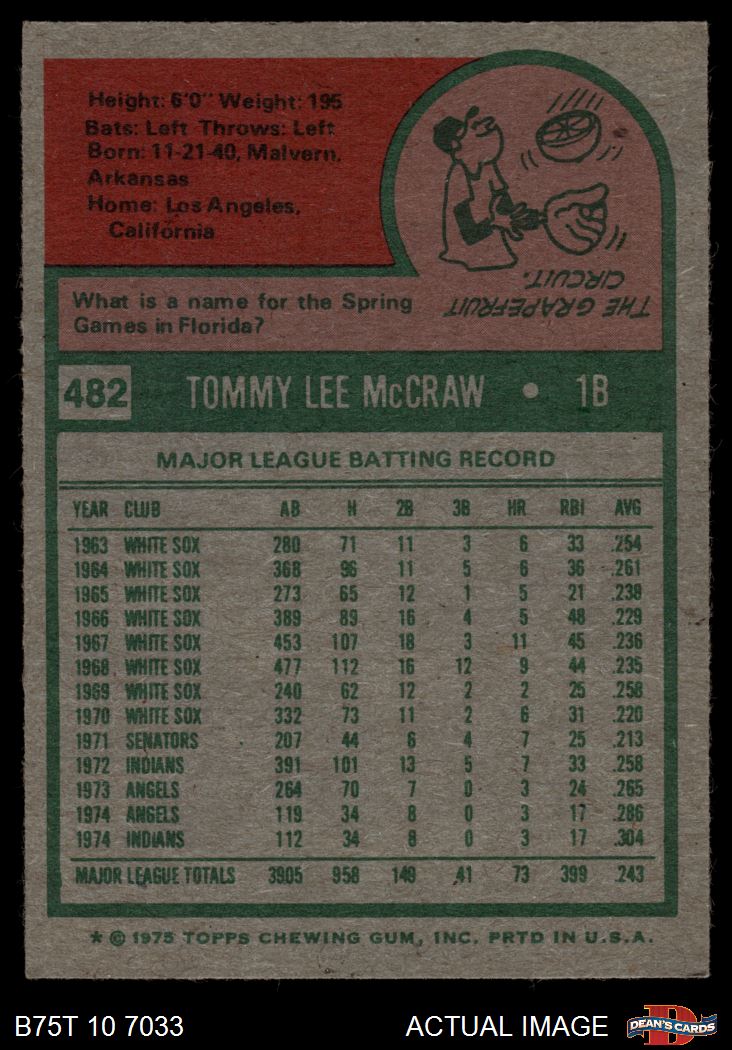 Height: 6'0" Weight: 195
Bats: Left Throws: Left
Born: 11-21-40, Malvern,
Arkansas
Home: Los Angeles,
California
What is a name for the Spring
Games in Florida?
THE GRAPEFRUIT
CIRCUIT.
482 TOMMY LEE McCRAW • 1B
MAJOR LEAGUE BATTING RECORD
YEAR CLUB AB H 2B 3B HR RBI AVG
1963 WHITE SOX 280 71 11 3 6 33 .254
1964 WHITE SOX 368 96 11 5 6 36 .261
1965 WHITE SOX 273 65 12 1 5 21 .238
1966 WHITE SOX 389 89 16 4 5 48 .229
1967 WHITE SOX 453 107 18 3 11 45 .236
1968 WHITE SOX 477 112 16 12 9 44 .235
1969 WHITE SOX 240 62 12 2 2 25 .258
1970 WHITE SOX 332 73 11 2 6 31 .220
1971 SENATORS 207 44 6 4 7 25 .213
1972 INDIANS 391 101 13 5 7 33 .258
1973 ANGELS 264 70 7 0 3 24 .265
1974 ANGELS 119 34 8 0 3 17 .286
1974 INDIANS 112 34 8 0 3 17 .304
MAJOR LEAGUE TOTALS 3905 958 149 41 73 399 .243
* © 1975 TOPPS CHEWING GUM, INC. PRTD IN U.S.A.
B75T 10 7033 ACTUAL IMAGE DEAN'S CARDS